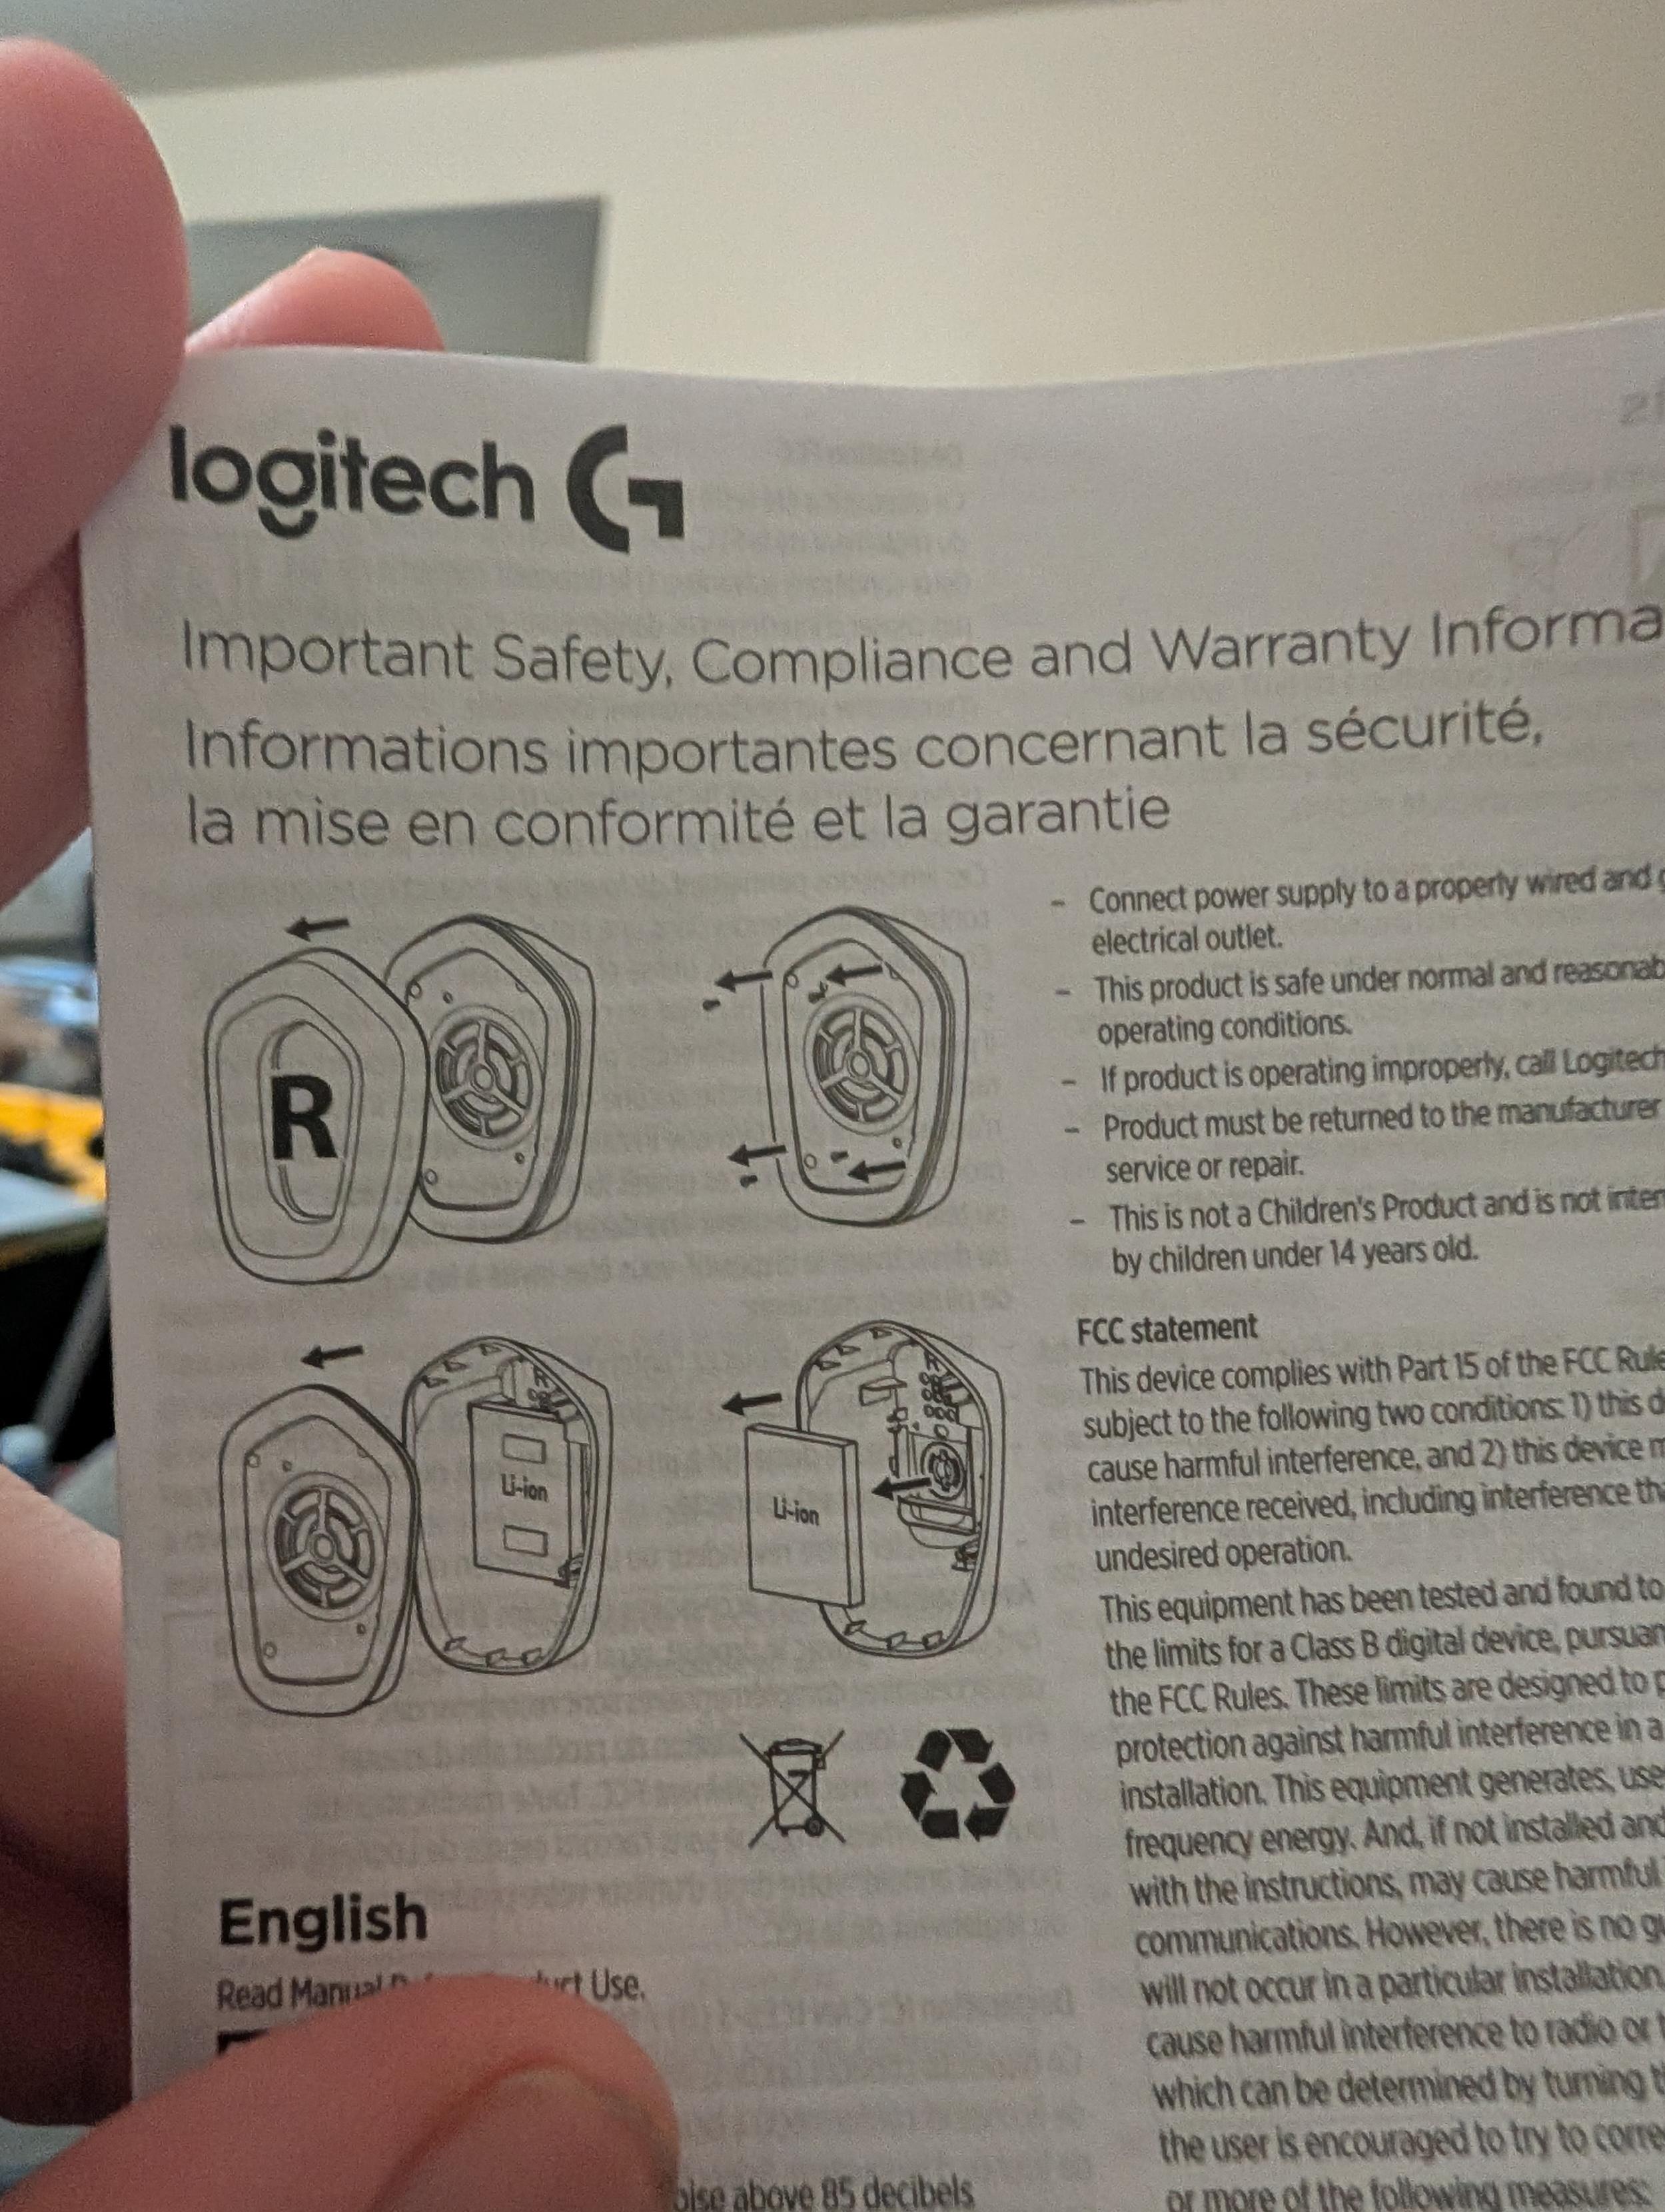 logitech G
Important Safety, Compliance and Warranty Informa
Informations importantes concernant la sécurité,
la mise en conformité et la garantie
R
Li-ion
R
Li-ion
English
Read Manual Use.
above 85 decibels
– Connect power supply to a properly wired and
electrical outlet.
– This product is safe under normal and reasonab
operating conditions.
– If product is operating improperly, call Logitech
– Product must be returned to the manufacturer
service or repair.
– This is not a Children's Product and is not inten
by children under 14 years old.
FCC statement
This device complies with Part 15 of the FCC Rule
subject to the following two conditions: 1) this d
cause harmful interference, and 2) this device m
interference received, including interference tha
undesired operation.
This equipment has been tested and found to
the limits for a Class B digital device, pursuan
the FCC Rules. These limits are designed to p
protection against harmful interference in a
installation. This equipment generates, use
frequency energy. And, if not installed and
with the instructions, may cause harmful
communications. However, there is no gu
will not occur in a particular installation.
cause harmful interference to radio or t
which can be determined by turning t
the user is encouraged to try to corre
or more of the following measures: